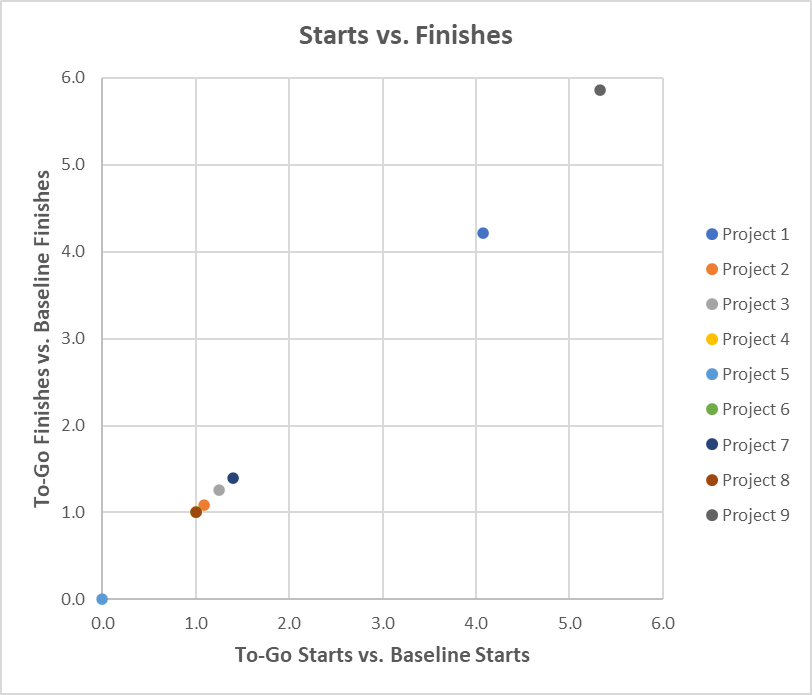 Starts vs. Finishes
To-Go Finishes vs. Baseline Finishes
6.0
5.0
4.0
3.0
2.0
1.0
0.0
0.0 1.0 2.0 3.0 4.0 5.0 6.0
To-Go Starts vs. Baseline Starts
Project 1
Project 2
Project 3
Project 4
Project 5
Project 6
Project 7
Project 8
Project 9